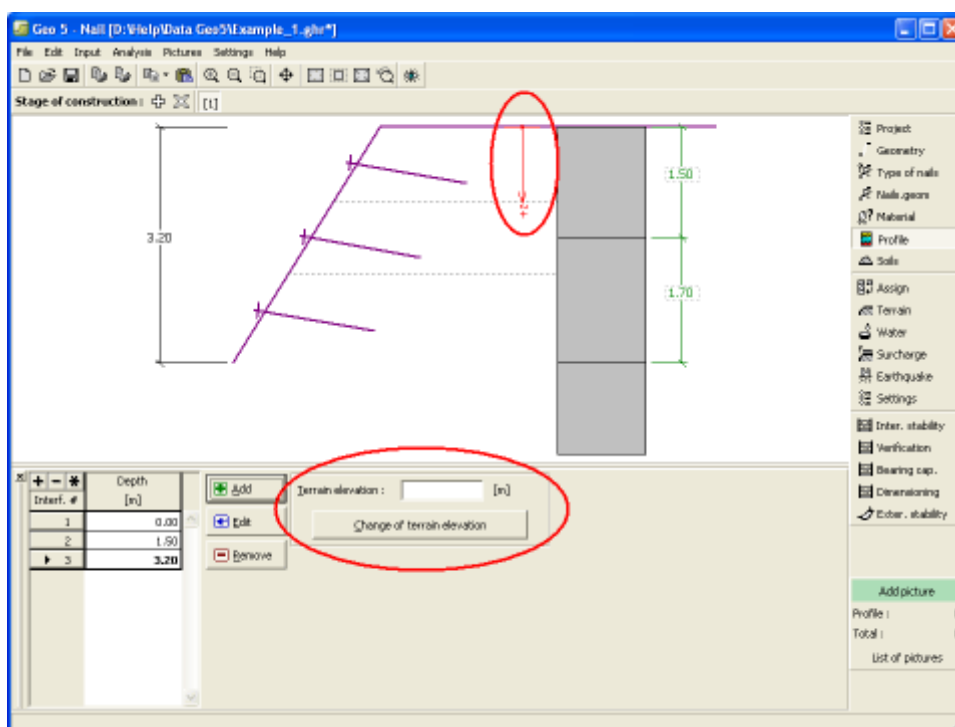 Geo 5 - Nail [D:\Help\Data Geo5\Example_1.ghr*]
File Edit Input Analysis Pictures Settings Help
Stage of construction : [1]
3.20
+z
1.50
1.70
Project
Geometry
Type of nails
Nails.geom
Material
Profile
Soils
Assign
Terrain
Water
Surcharge
Earthquake
Settings
Inter. stability
Verification
Bearing cap.
Dimensioning
Exter. stability
Add picture
Profile :
Total :
List of pictures
Interf. #
Depth
[m]
1 0.00
2 1.50
3 3.20
Add
Edit
Remove
Terrain elevation : [m]
Change of terrain elevation